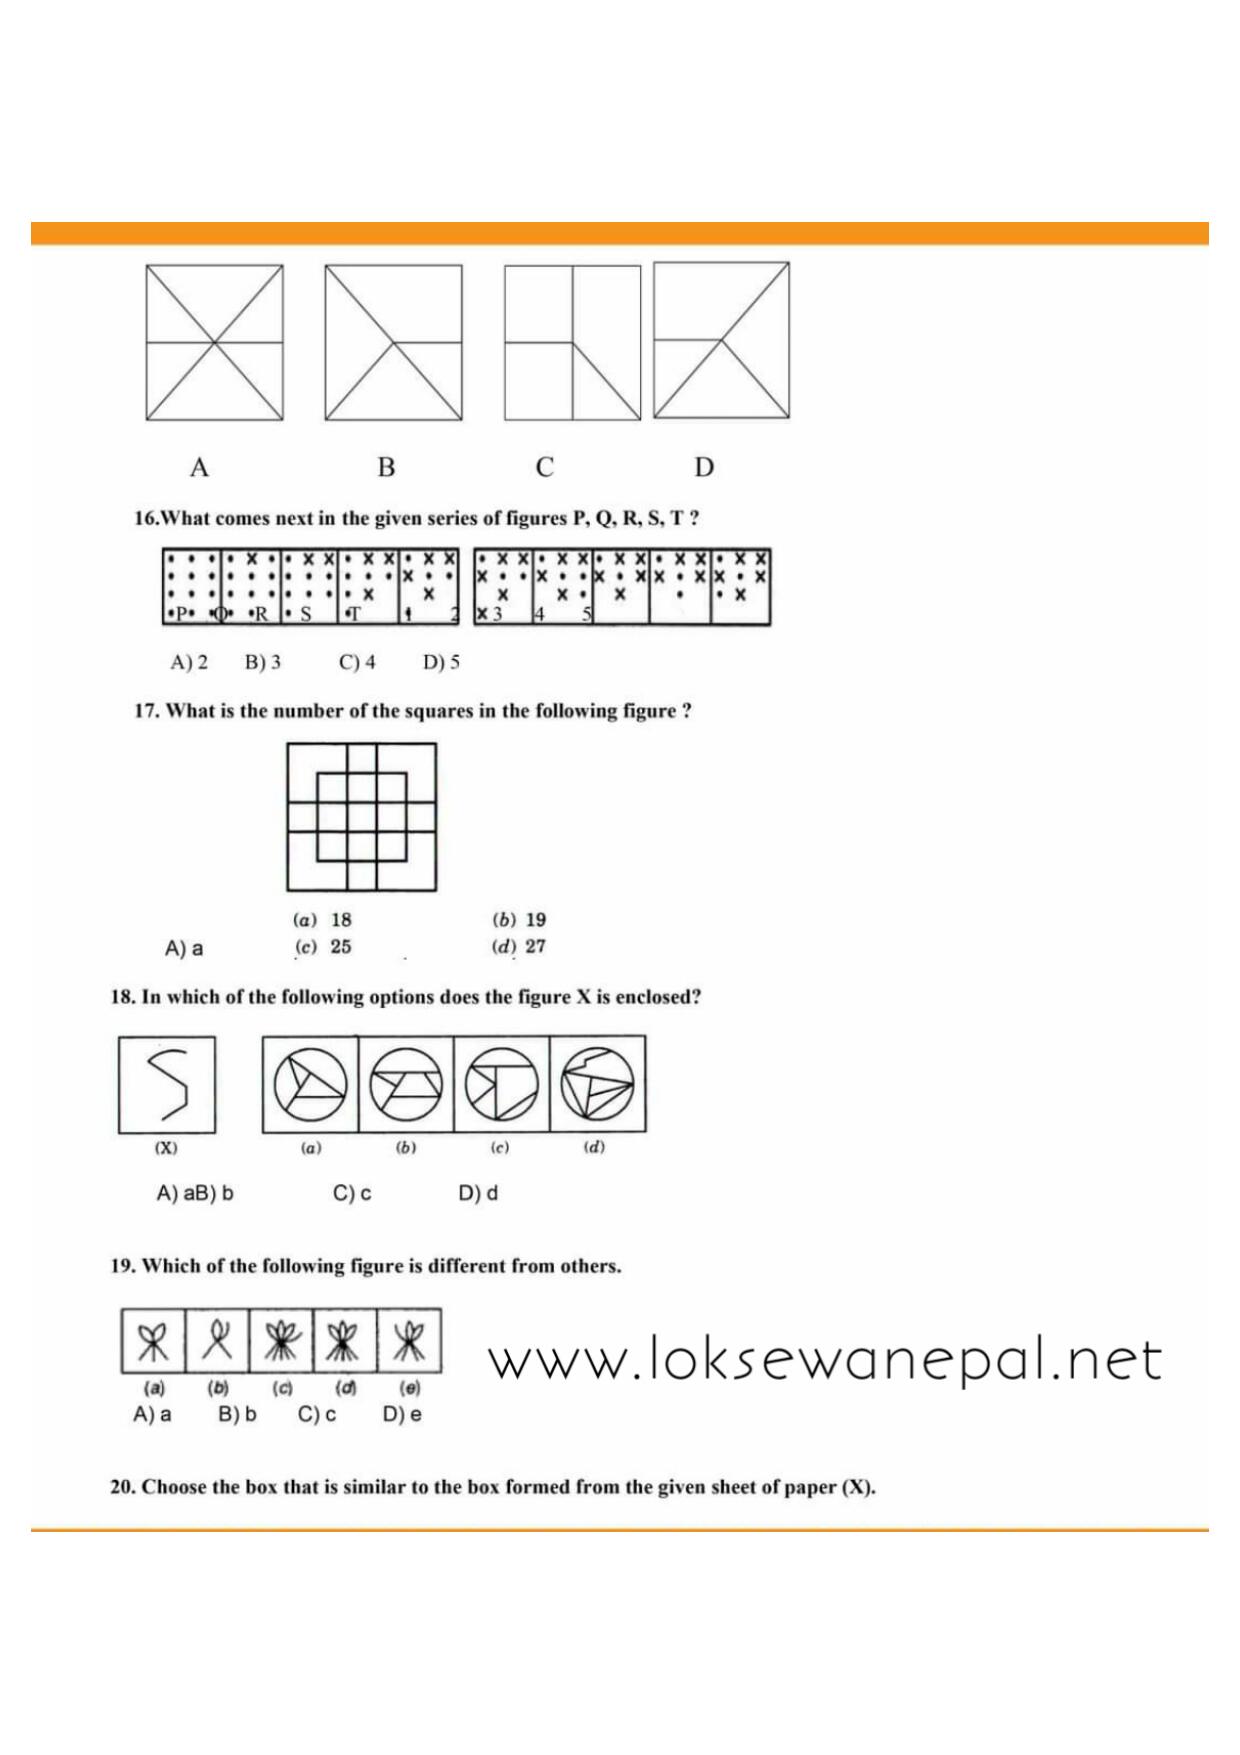 A B C D
16.What comes next in the given series of figures P, Q, R, S, T ?
P Q R S T 1 2 3 4 5
A) 2 B) 3 C) 4 D) 5
17. What is the number of the squares in the following figure ?
(a) 18 (b) 19
A) a (c) 25 (d) 27
18. In which of the following options does the figure X is enclosed?
(X) (a) (b) (c) (d)
A) aB) b C) c D) d
19. Which of the following figure is different from others.
www.loksewanepal.net
(a) (b) (c) (d) (e)
A) a B) b C) c D) e
20. Choose the box that is similar to the box formed from the given sheet of paper (X).